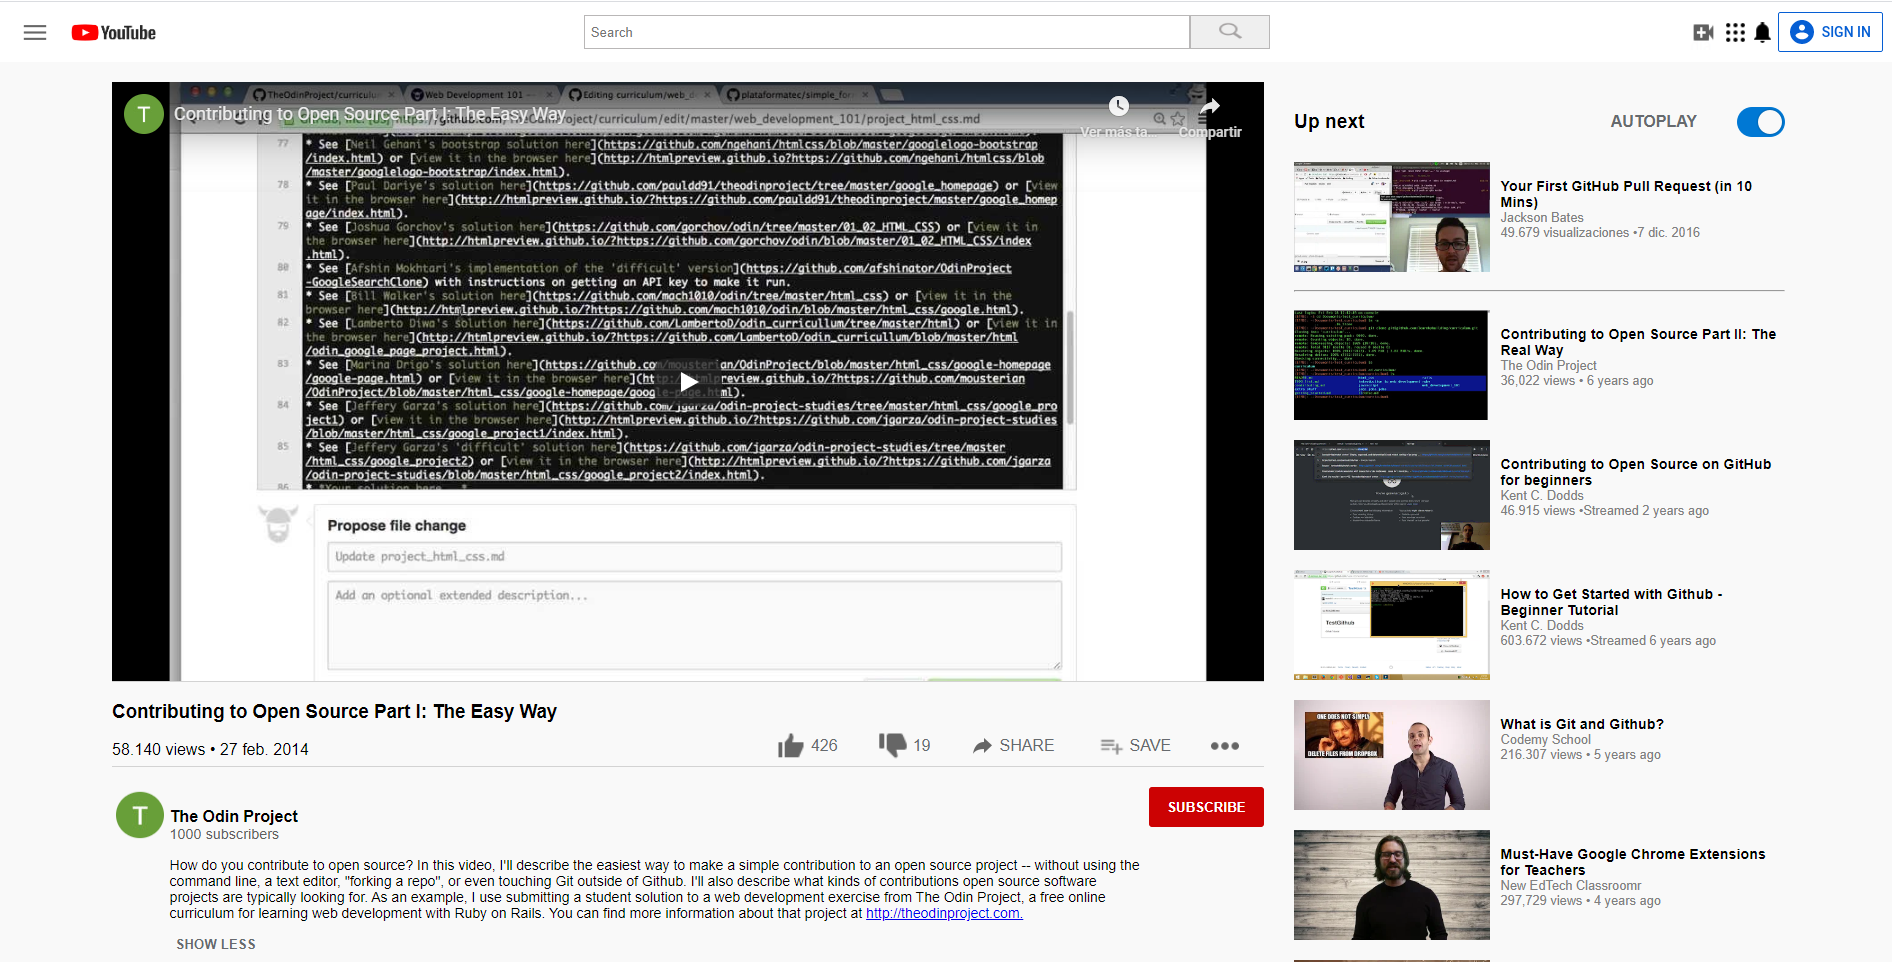 YouTube
Search
SIGN IN
TheOdinProject/curriculum
Web Development 101 —
Editing curriculum/web_d
plataformatec/simple_for
T
Contributing to Open Source Part I: The Easy Way
Project/curriculum/edit/master/web_development_101/project_html_css.md
Ver más ta...
Compartir
77
* See [Neil Gehani's bootstrap solution here](https://github.com/ngehani/htmlcss/blob/master/googlelogo-bootstrap
/index.html) or [view it in the browser here](http://htmlpreview.github.io?https://github.com/ngehani/htmlcss/blob
/master/googlelogo-bootstrap/index.html).
78
* See [Paul Dariye's solution here](https://github.com/pauldd91/theodinproject/tree/master/google_homepage) or [view
it in the browser here](http://htmlpreview.github.io/?https://github.com/pauldd91/theodinproject/master/google_homep
age/index.html).
79
* See [Joshua Gorchov's solution here](https://github.com/gorchov/odin/tree/master/01_02_HTML_CSS) or [view it in
the browser here](http://htmlpreview.github.io/?https://github.com/gorchov/odin/blob/master/01_02_HTML_CSS/index
.html).
80
* See [Afshin Mokhtari's implementation of the 'difficult' version](https://github.com/afshinator/OdinProject
-GoogleSearchClone) with instructions on getting an API key to make it run.
81
* See [Bill Walker's solution here](https://github.com/mach1010/odin/tree/master/html_css) or [view it in the
browser here](http://htmlpreview.github.io/?https://github.com/mach1010/odin/blob/master/html_css/google.html).
82
* See [Lamberto Diwa's solution here](https://github.com/LambertoD/odin_curricullum/tree/master/html) or [view it in
the browser here](http://htmlpreview.github.io/?https://github.com/LambertoD/odin_curricullum/blob/master/html
/odin_google_page_project.html).
83
* See [Marina Drigo's solution here](https://github.com/mousterian/OdinProject/blob/master/html_css/google-homepage
/google-page.html) or [view it in the browser here](http://htmlpreview.github.io/?https://github.com/mousterian
/OdinProject/blob/master/html_css/google-homepage/google-page.html).
84
* See [Jeffery Garza's solution here](https://github.com/jgarza/odin-project-studies/tree/master/html_css/google_pro
ject1) or [view it in the browser here](http://htmlpreview.github.io/?https://github.com/jgarza/odin-project-studies
/blob/master/html_css/google_project1/index.html).
85
* See [Jeffery Garza's 'difficult' solution here](https://github.com/jgarza/odin-project-studies/tree/master
/html_css/google_project2) or [view it in the browser here](http://htmlpreview.github.io/?https://github.com/jgarza
/odin-project-studies/blob/master/html_css/google_project2/index.html).
86
* *Your solution here...*
Propose file change
Update project_html_css.md
Add an optional extended description...
Contributing to Open Source Part I: The Easy Way
58.140 views • 27 feb. 2014
426
19
SHARE
SAVE
T
The Odin Project
1000 subscribers
SUBSCRIBE
How do you contribute to open source? In this video, I'll describe the easiest way to make a simple contribution to an open source project -- without using the
command line, a text editor, "forking a repo", or even touching Git outside of Github. I'll also describe what kinds of contributions open source software
projects are typically looking for. As an example, I use submitting a student solution to a web development exercise from The Odin Project, a free online
curriculum for learning web development with Ruby on Rails. You can find more information about that project at http://theodinproject.com.
SHOW LESS
Up next
AUTOPLAY
Your First GitHub Pull Request (in 10
Mins)
Jackson Bates
49.679 visualizaciones •7 dic. 2016
Contributing to Open Source Part II: The
Real Way
The Odin Project
36,022 views • 6 years ago
Contributing to Open Source on GitHub
for beginners
Kent C. Dodds
46.915 views •Streamed 2 years ago
TestGithub
How to Get Started with Github -
Beginner Tutorial
Kent C. Dodds
603.672 views •Streamed 6 years ago
ONE DOES NOT SIMPLY
DELETE FILES FROM DROPBOX
What is Git and Github?
Codemy School
216.307 views • 5 years ago
Must-Have Google Chrome Extensions
for Teachers
New EdTech Classroomr
297,729 views • 4 years ago